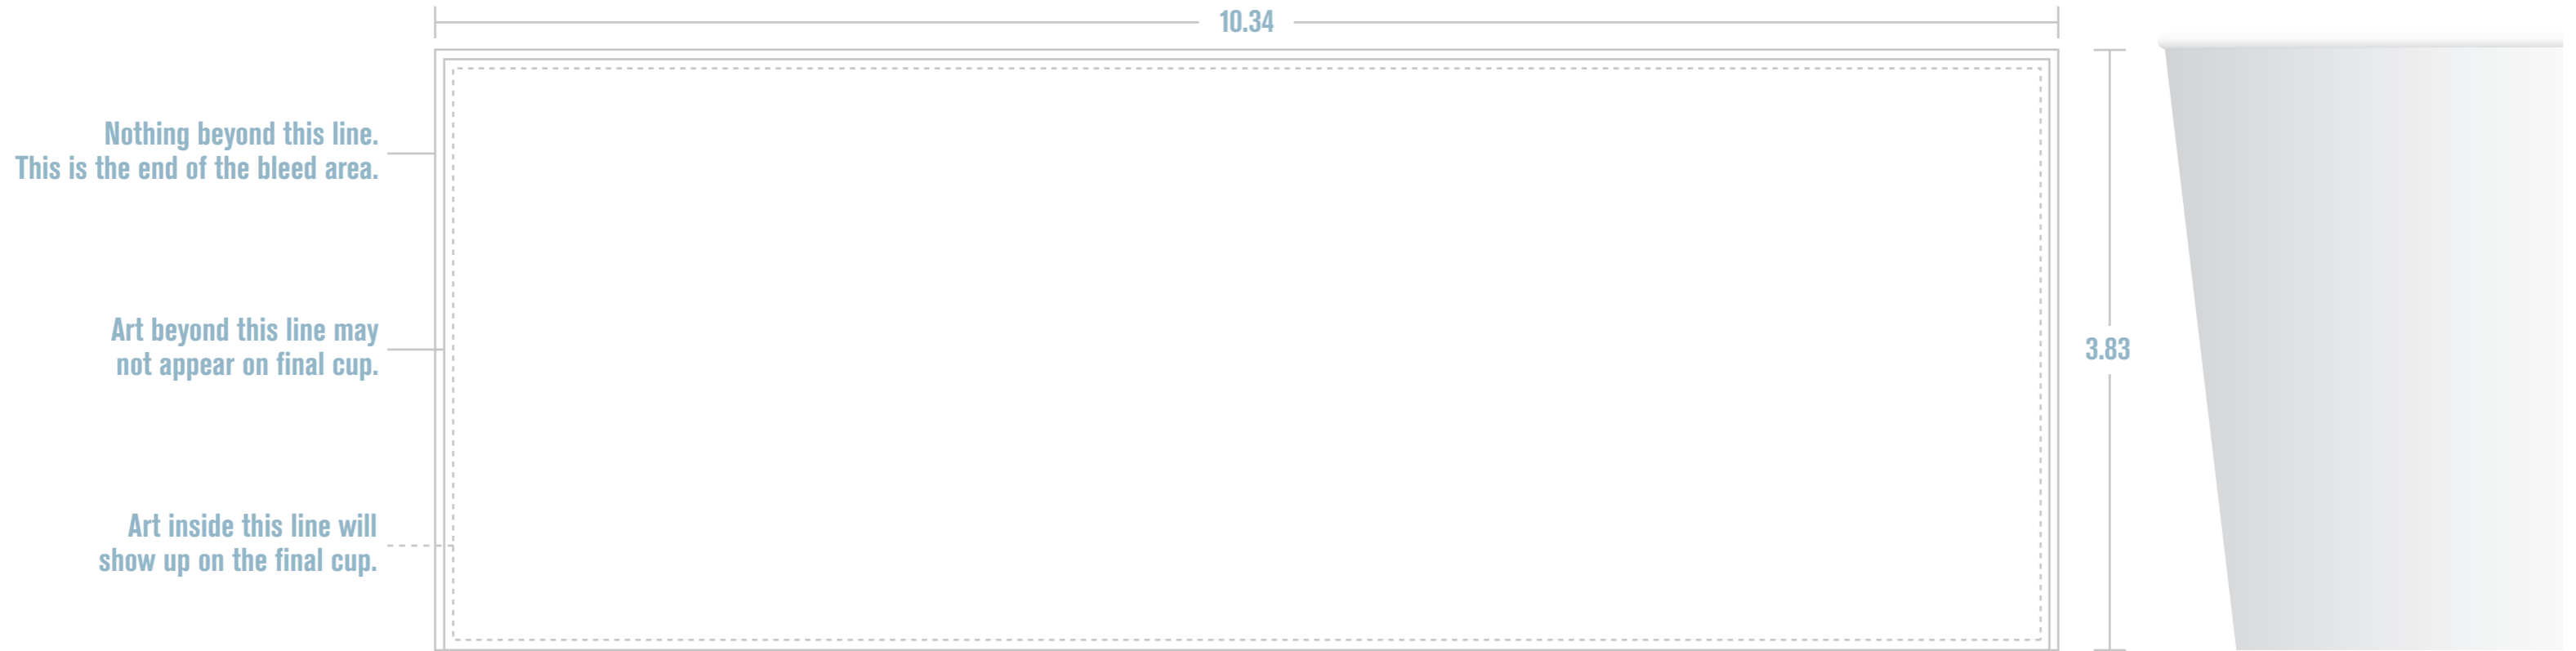 10.34
Nothing beyond this line.
This is the end of the bleed area.
Art beyond this line may
not appear on final cup.
3.83
Art inside this line will
show up on the final cup.